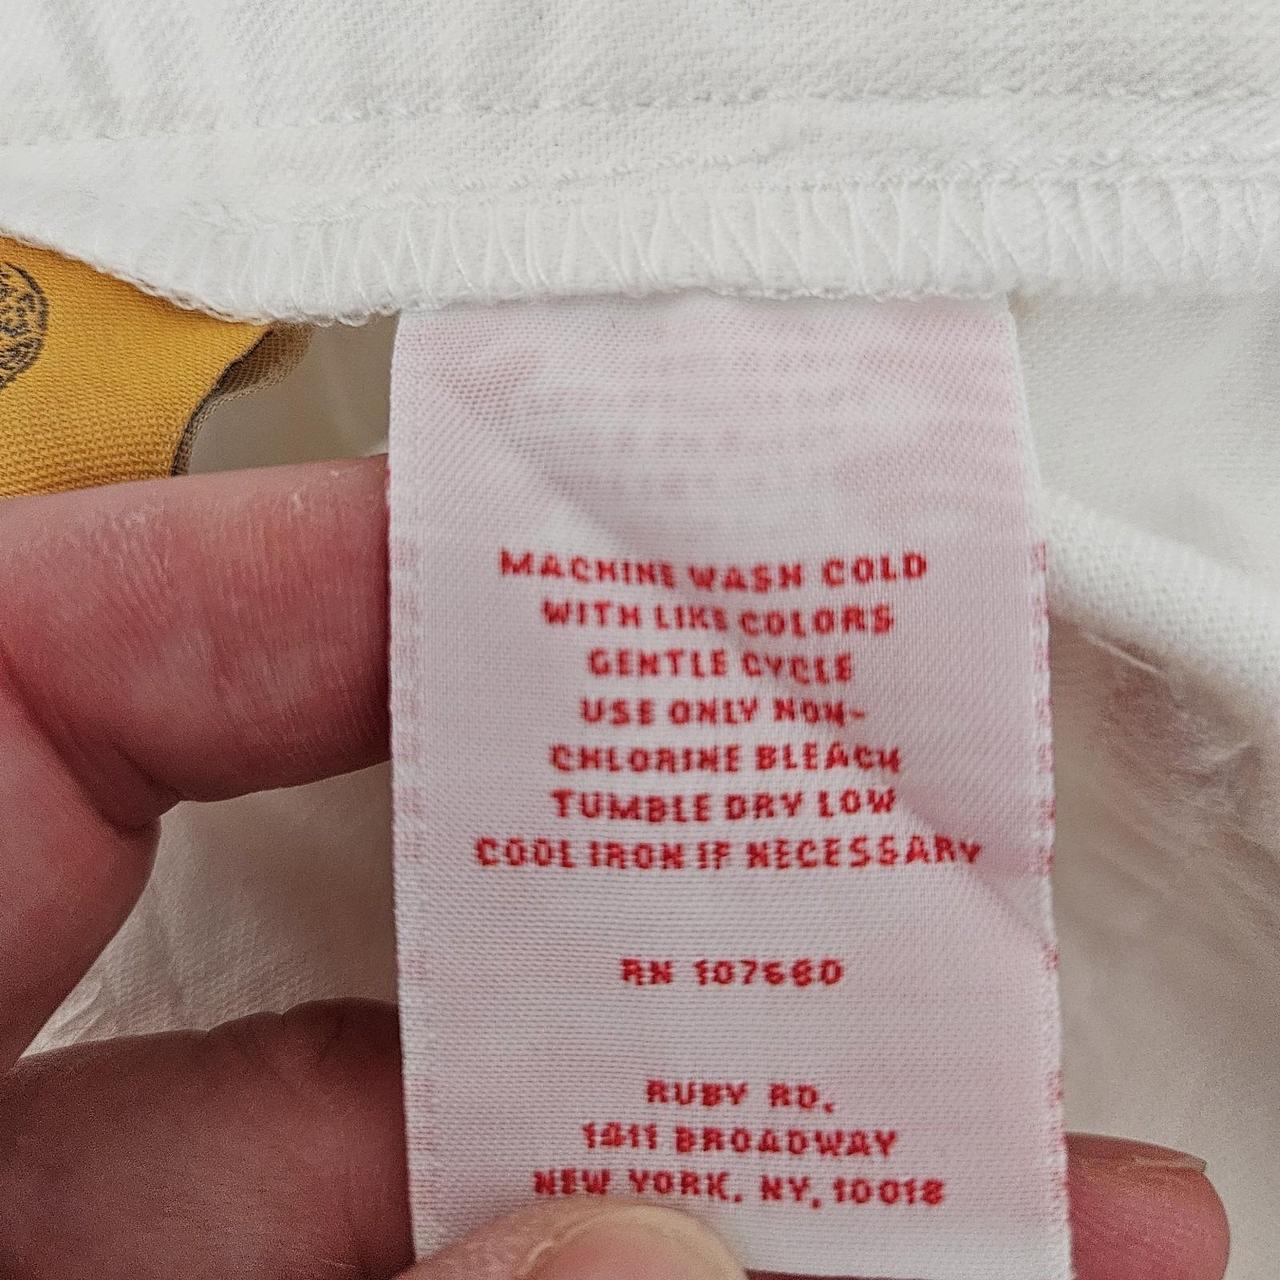 MACHINE WASH COLD
WITH LIKE COLORS
GENTLE CYCLE
USE ONLY NON-
CHLORINE BLEACH
TUMBLE DRY LOW
COOL IRON IF NECESSARY
RN 107660
RUBY RD.
1411 BROADWAY
NEW YORK, NY, 10018